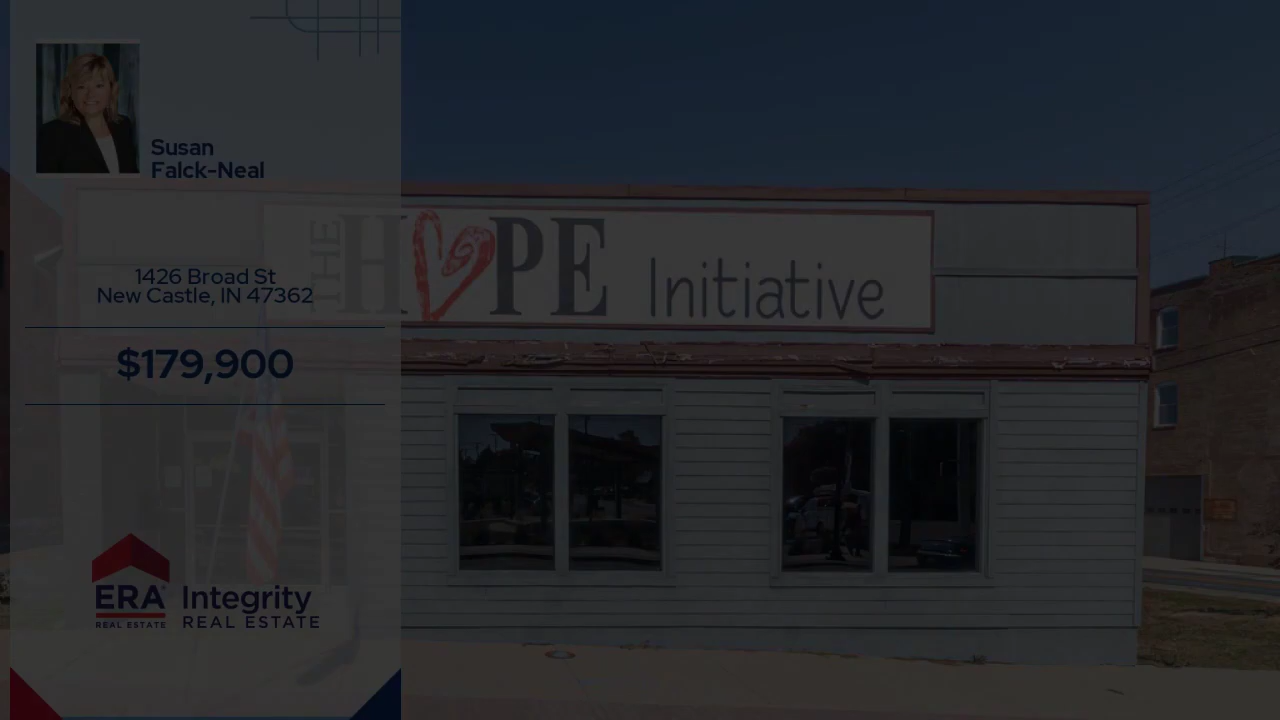 Susan
Falck-Neal
1426 Broad St
New Castle, IN 47362
$179,900
ERA
REAL ESTATE
Integrity
REAL ESTATE
THE HOPE Initiative